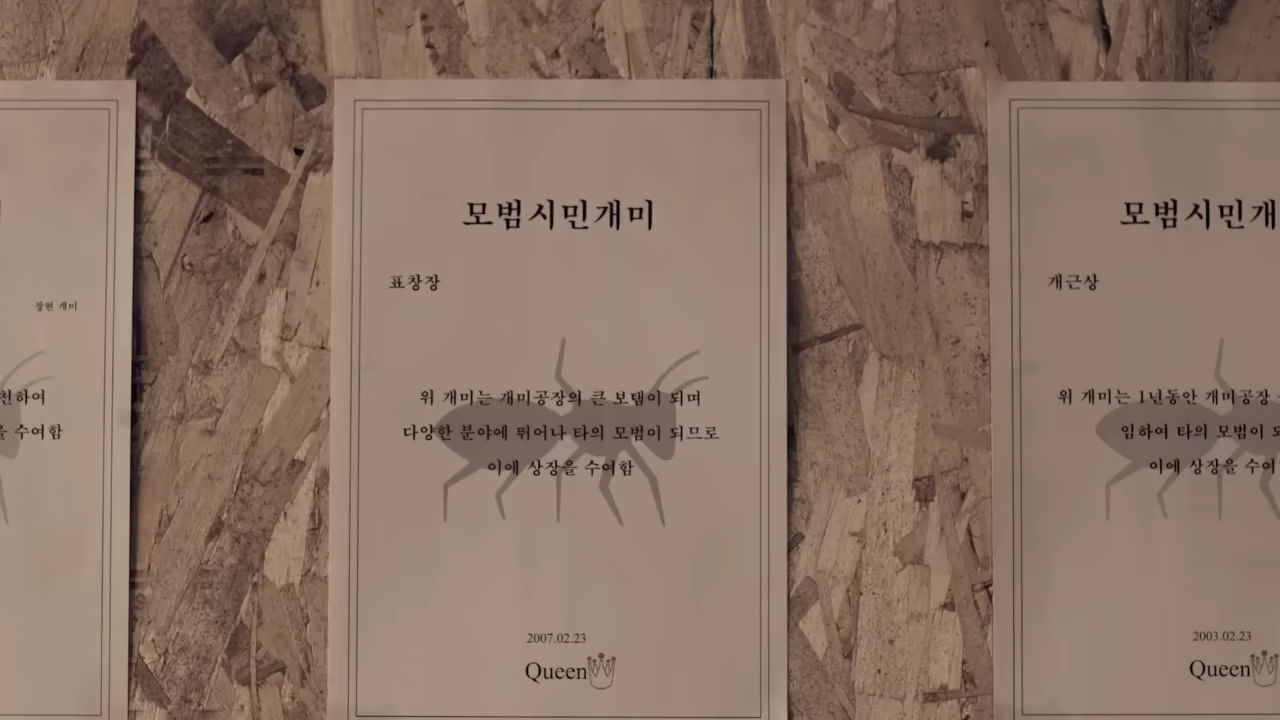 장현 개미
천하여
을 수여함
모범시민개미
표창장
위 개미는 개미공장의 큰 보탬이 되며
다양한 분야에 뛰어나 타의 모범이 되므로
이에 상장을 수여함
2007.02.23
Queen
모범시민개
개근상
위 개미는 1년동안 개미공장
임하여 타의 모범이 되
이에 상장을 수여
2003.02.23
Queen